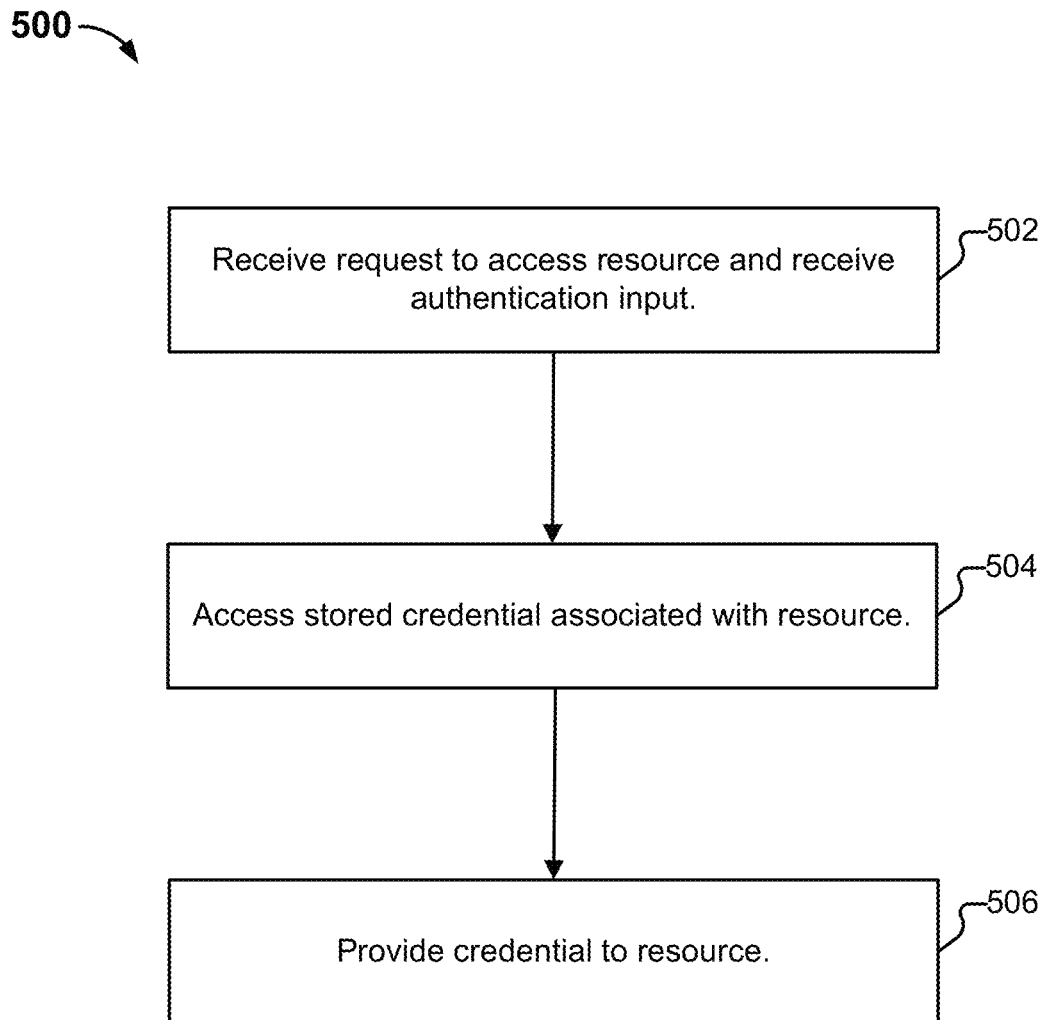 500
502
Receive request to access resource and receive
authentication input.
504
Access stored credential associated with resource.
506
Provide credential to resource.